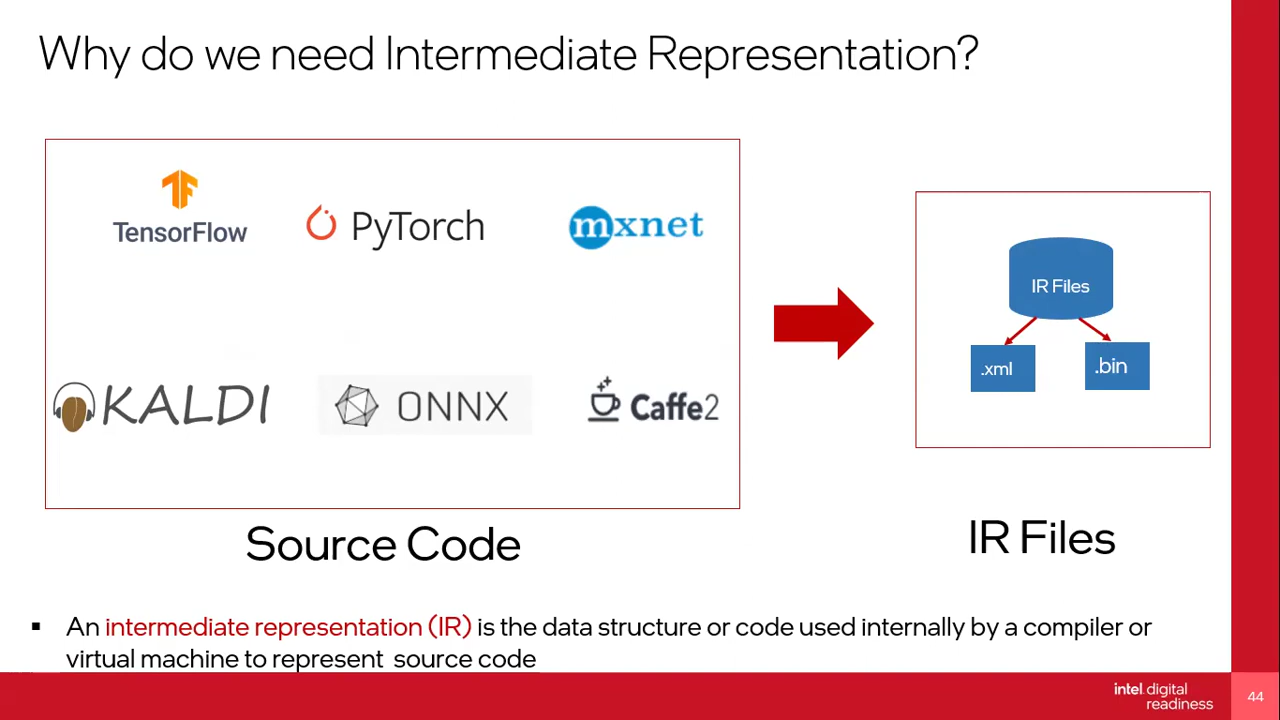 Why do we need Intermediate Representation?
TensorFlow
PyTorch
mxnet
KALDI
ONNX
Caffe2
Source Code
IR Files
.xml
.bin
IR Files
▪ An intermediate representation (IR) is the data structure or code used internally by a compiler or
virtual machine to represent source code
intel. digital
readiness
44